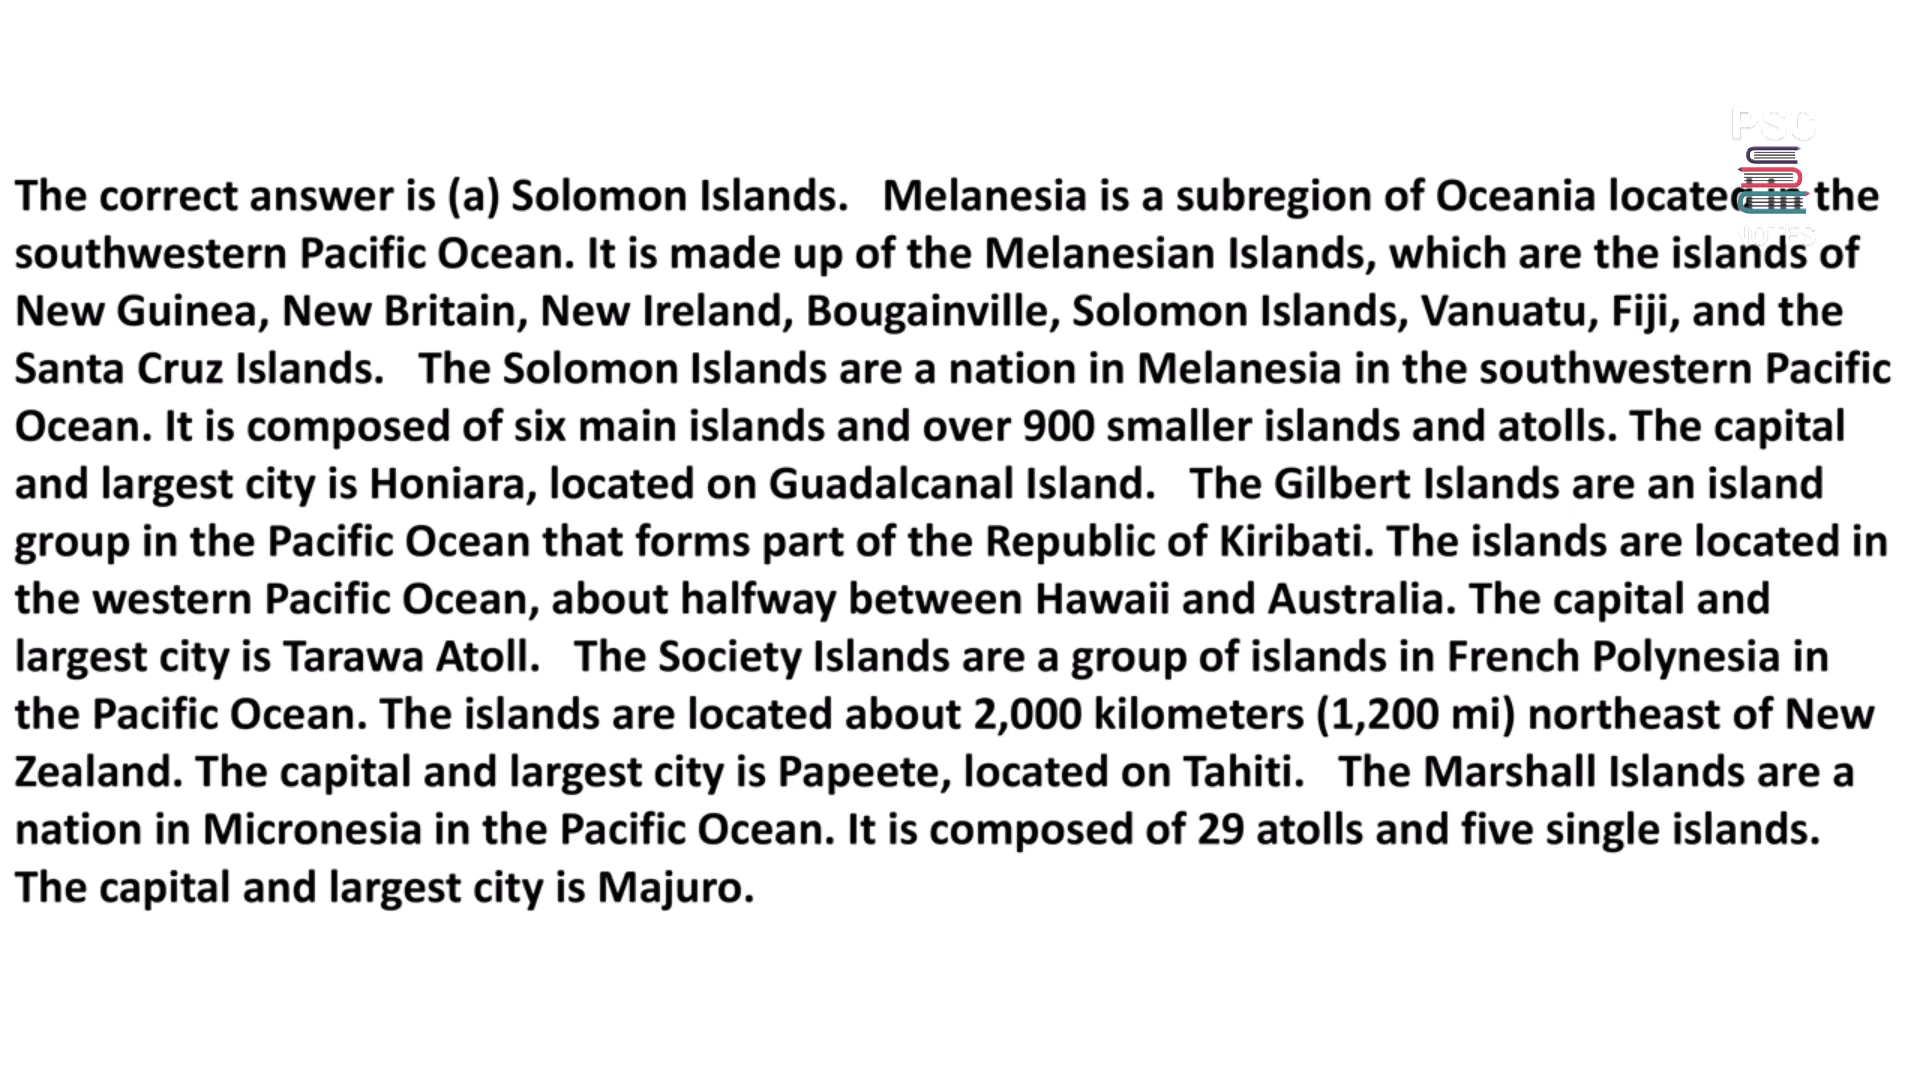 PSC
The correct answer is (a) Solomon Islands.   Melanesia is a subregion of Oceania located in the
NOTES
southwestern Pacific Ocean. It is made up of the Melanesian Islands, which are the islands of
New Guinea, New Britain, New Ireland, Bougainville, Solomon Islands, Vanuatu, Fiji, and the
Santa Cruz Islands.   The Solomon Islands are a nation in Melanesia in the southwestern Pacific
Ocean. It is composed of six main islands and over 900 smaller islands and atolls. The capital
and largest city is Honiara, located on Guadalcanal Island.   The Gilbert Islands are an island
group in the Pacific Ocean that forms part of the Republic of Kiribati. The islands are located in
the western Pacific Ocean, about halfway between Hawaii and Australia. The capital and
largest city is Tarawa Atoll.   The Society Islands are a group of islands in French Polynesia in
the Pacific Ocean. The islands are located about 2,000 kilometers (1,200 mi) northeast of New
Zealand. The capital and largest city is Papeete, located on Tahiti.   The Marshall Islands are a
nation in Micronesia in the Pacific Ocean. It is composed of 29 atolls and five single islands.
The capital and largest city is Majuro.